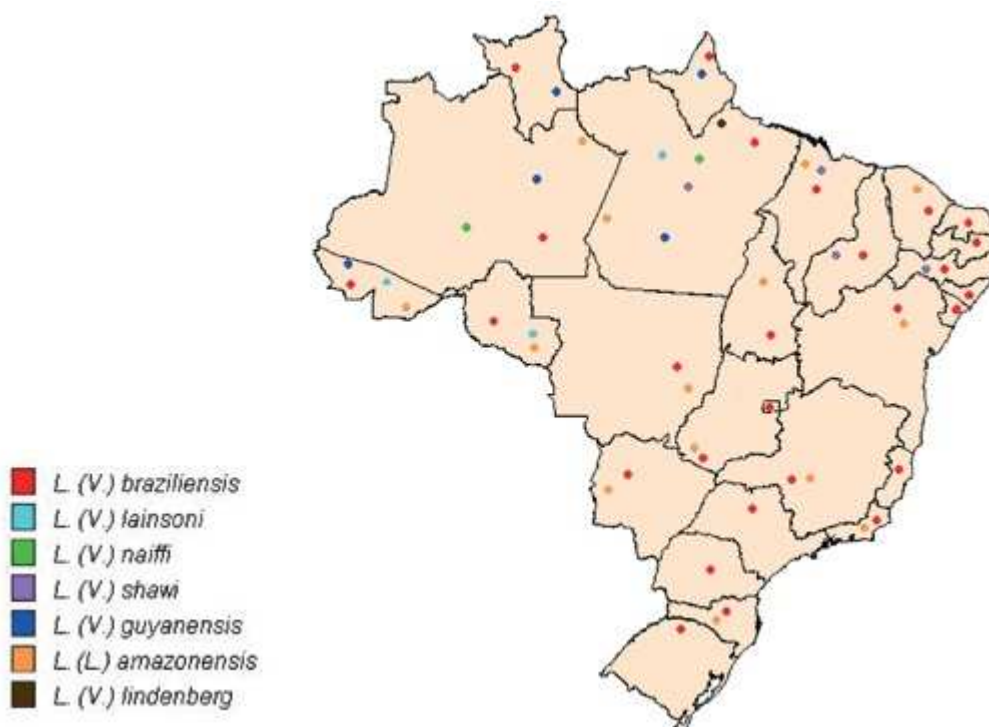 L. (V.) braziliensis
L. (V.) lainsoni
L. (V.) naiffi
L. (V.) shawi
L. (V.) guyanensis
L. (L.) amazonensis
L. (V.) lindenberg